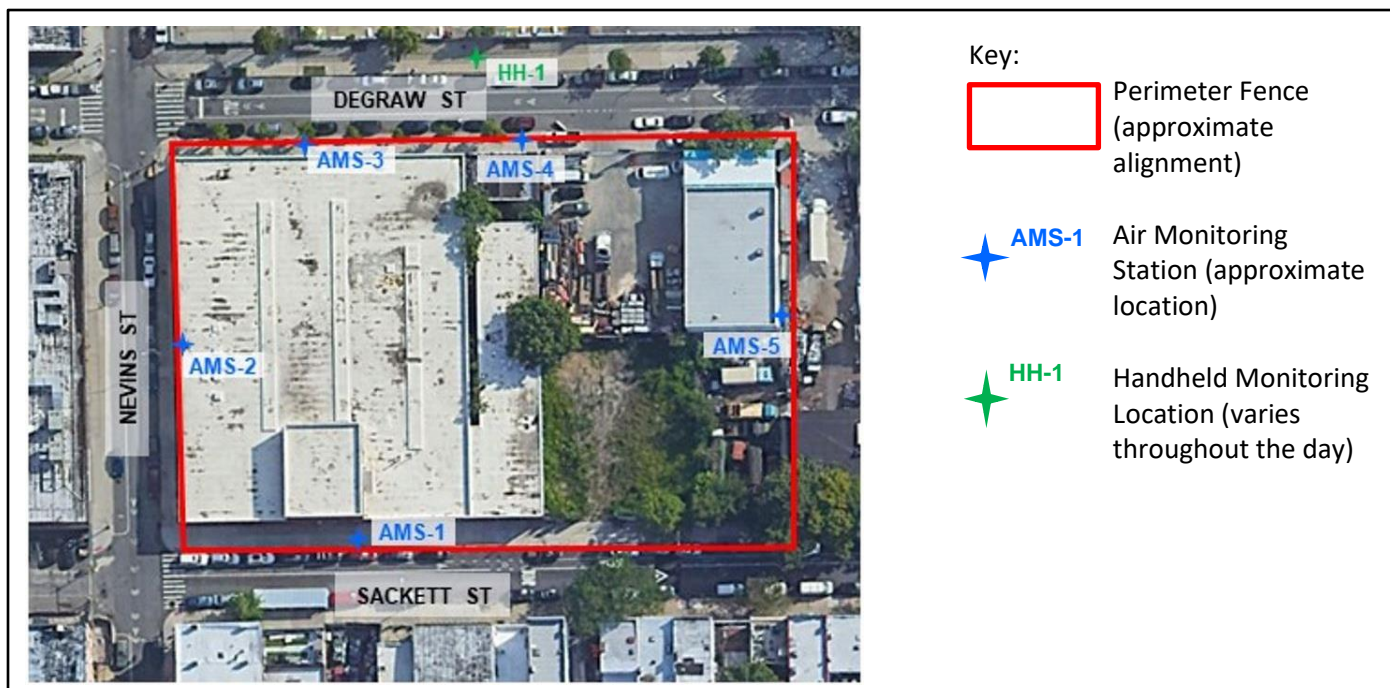 HH-1
DEGRAW ST
AMS-3
AMS-4
NEVINS ST
AMS-2
AMS-5
AMS-1
SACKETT ST
Key:
Perimeter Fence
(approximate
alignment)
AMS-1
Air Monitoring
Station (approximate
location)
HH-1
Handheld Monitoring
Location (varies
throughout the day)